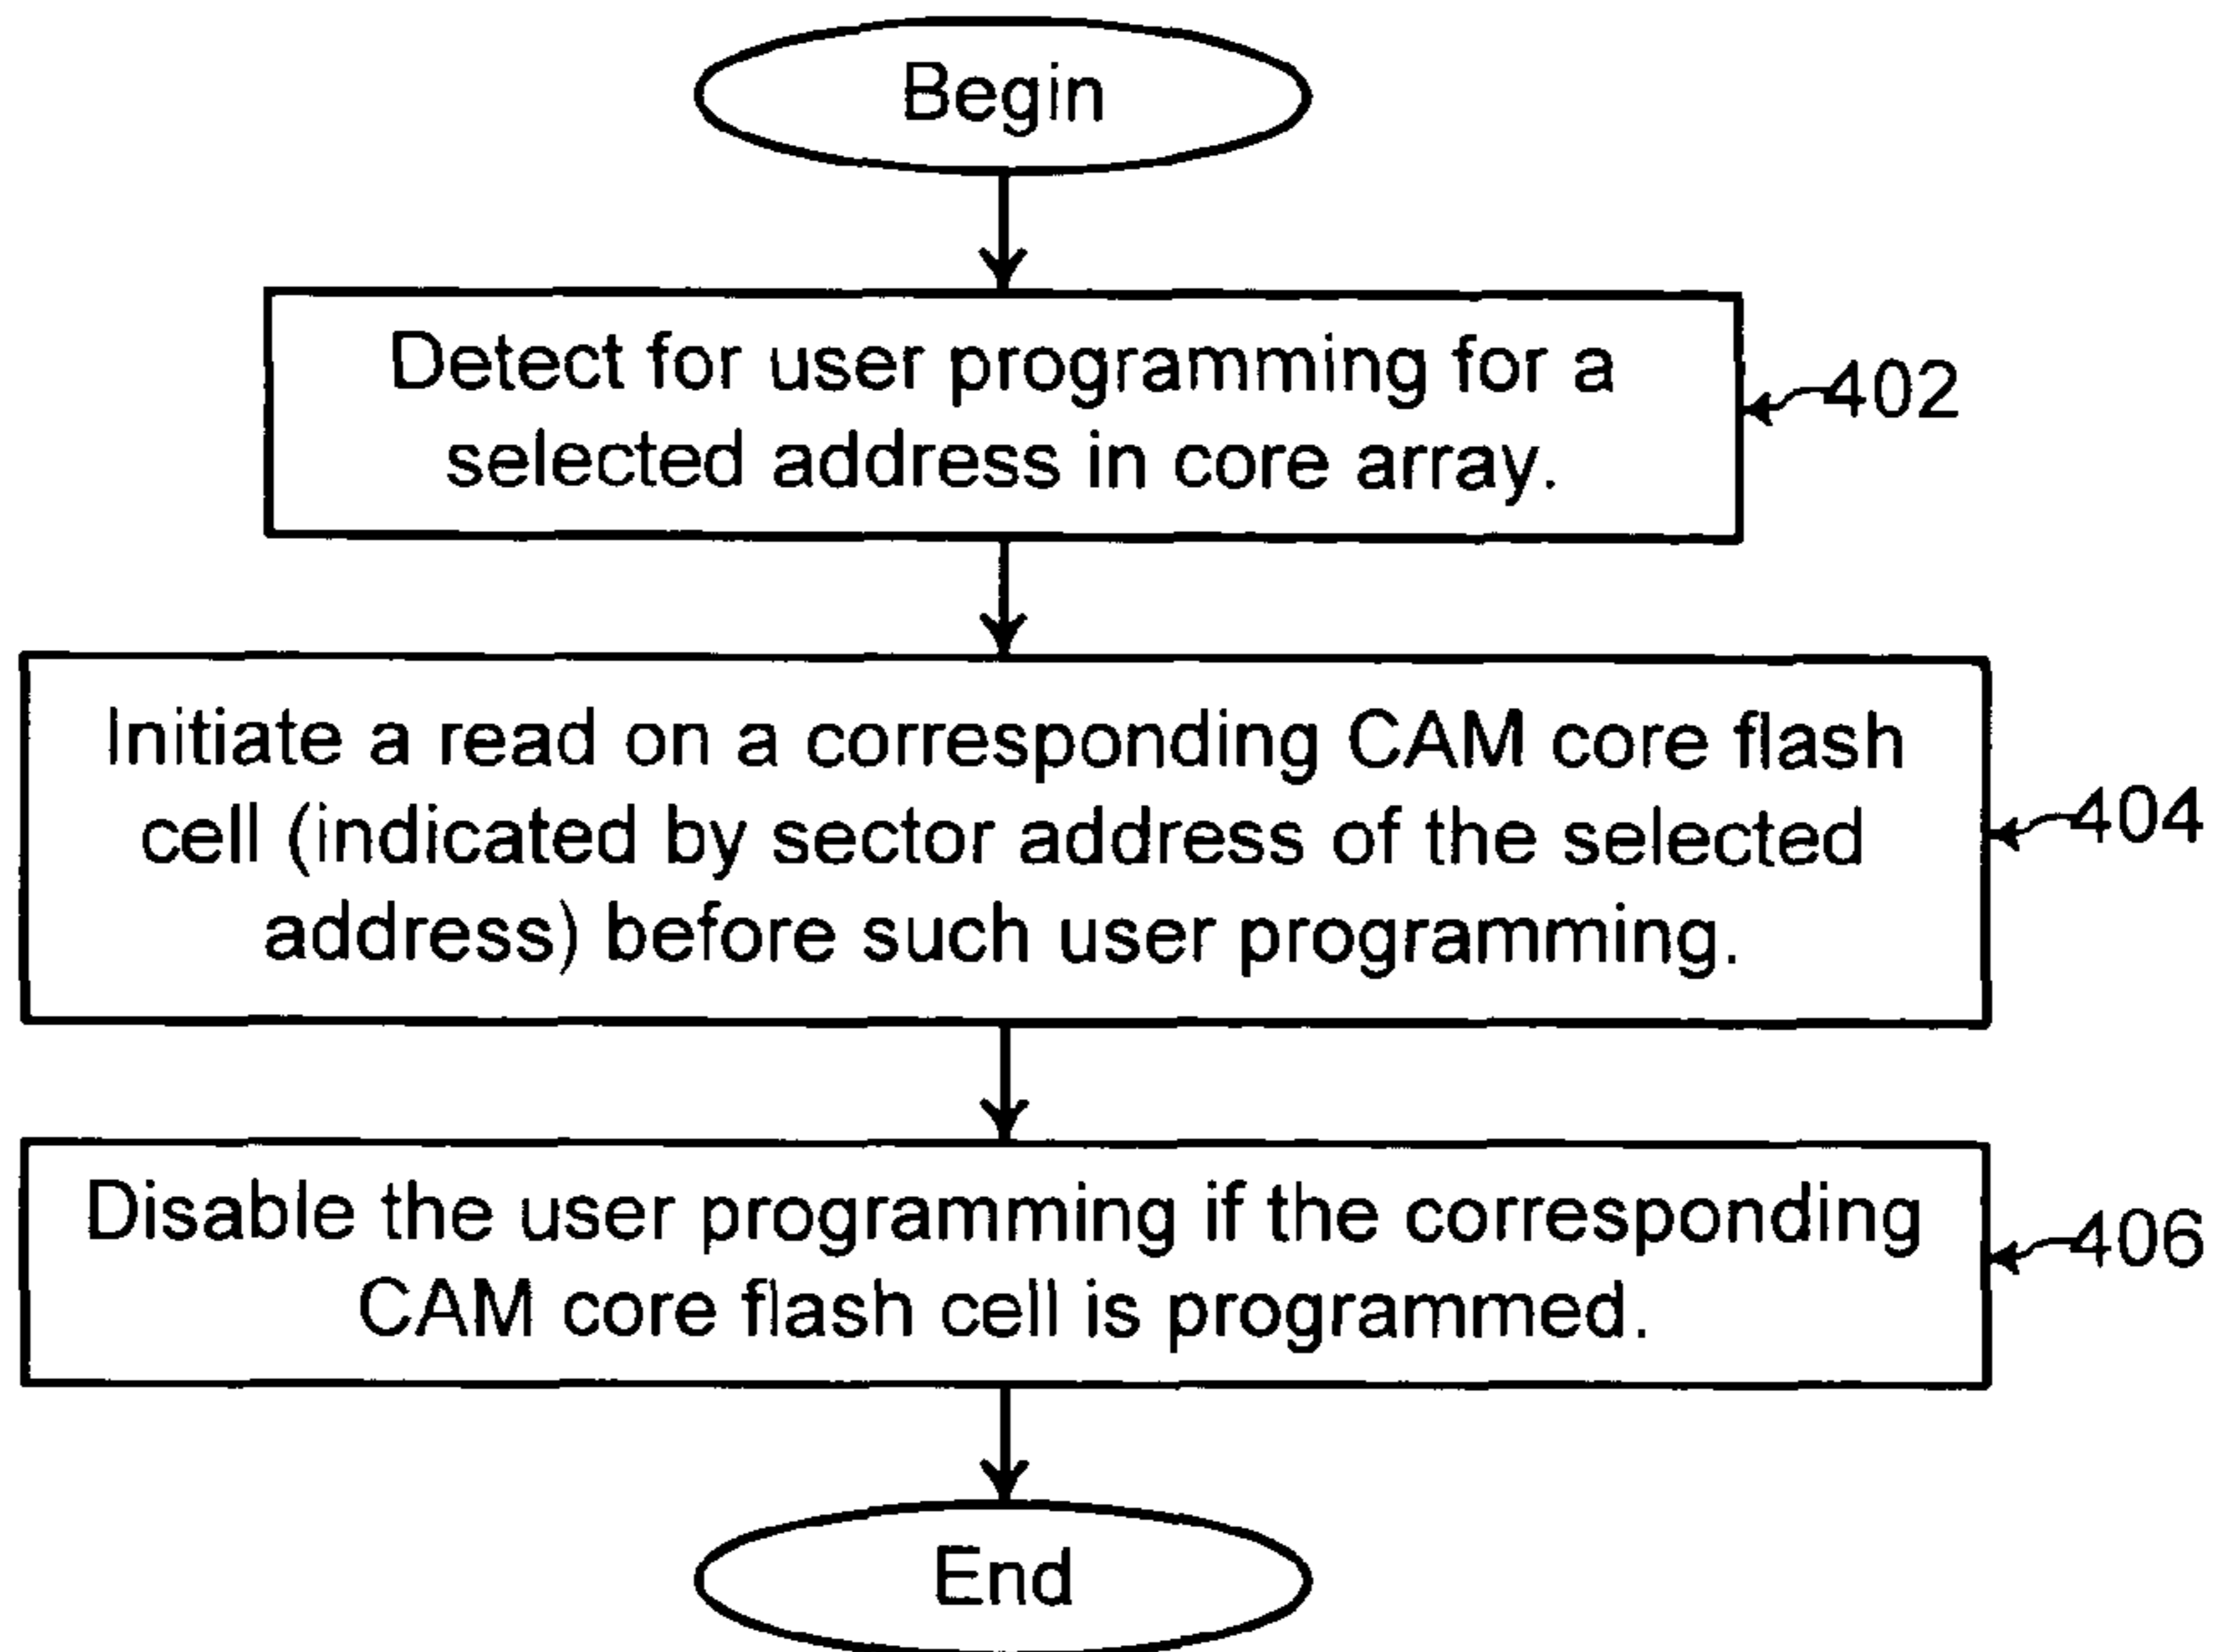 Begin
Detect for user programming for a
selected address in core array.
402
Initiate a read on a corresponding CAM core flash
cell (indicated by sector address of the selected
address) before such user programming.
404
Disable the user programming if the corresponding
CAM core flash cell is programmed.
406
End